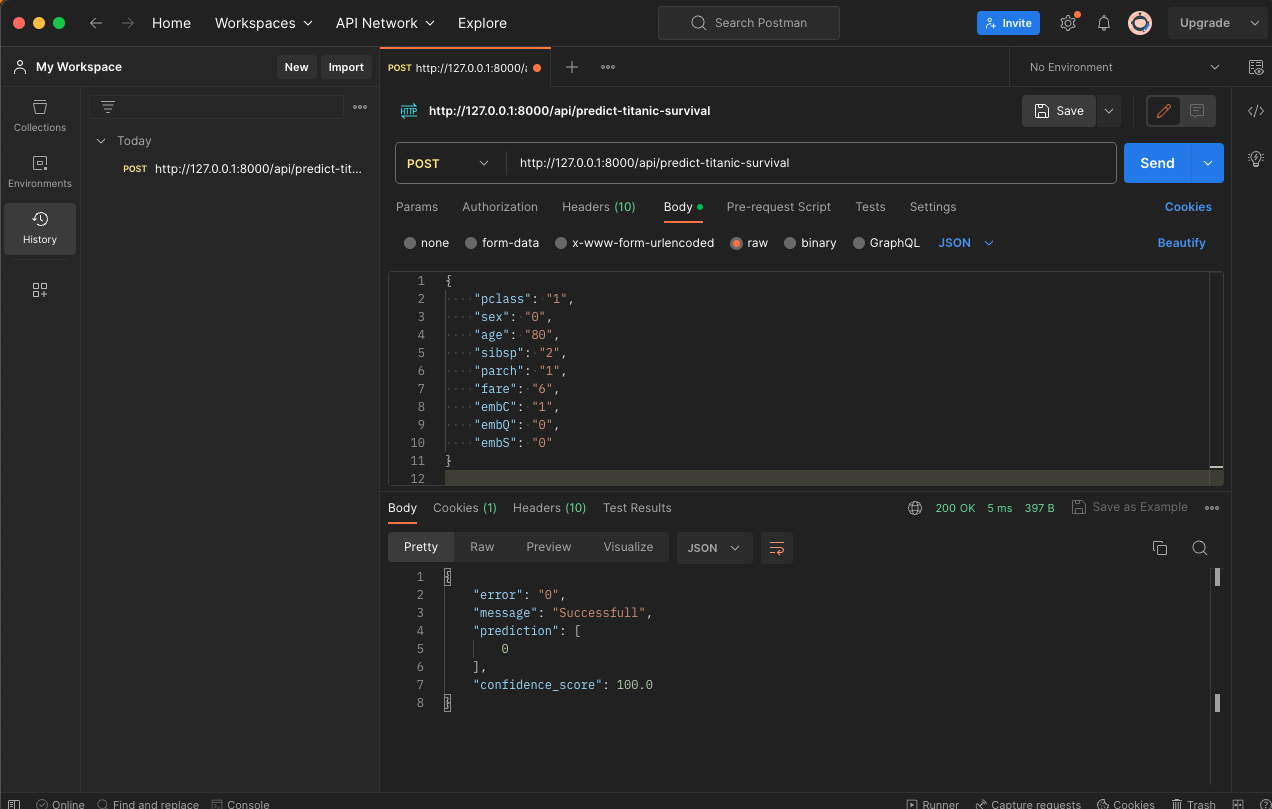 Home Workspaces API Network Explore Search Postman Invite Upgrade
My Workspace New Import POST http://127.0.0.1:8000/a No Environment
http://127.0.0.1:8000/api/predict-titanic-survival Save
Collections
Today
POST http://127.0.0.1:8000/api/predict-tit...
POST http://127.0.0.1:8000/api/predict-titanic-survival Send
Environments
Params Authorization Headers (10) Body Pre-request Script Tests Settings Cookies
History
none form-data x-www-form-urlencoded raw binary GraphQL JSON Beautify
1 {
2 "pclass": "1",
3 "sex": "0",
4 "age": "80",
5 "sibsp": "2",
6 "parch": "1",
7 "fare": "6",
8 "embC": "1",
9 "embQ": "0",
10 "embS": "0"
11 }
12
Body Cookies (1) Headers (10) Test Results 200 OK 5 ms 397 B Save as Example
Pretty Raw Preview Visualize JSON
1 {
2 "error": "0",
3 "message": "Successfull",
4 "prediction": [
5 0
6 ],
7 "confidence_score": 100.0
8 }
Online Find and replace Console Runner Capture requests Cookies Trash